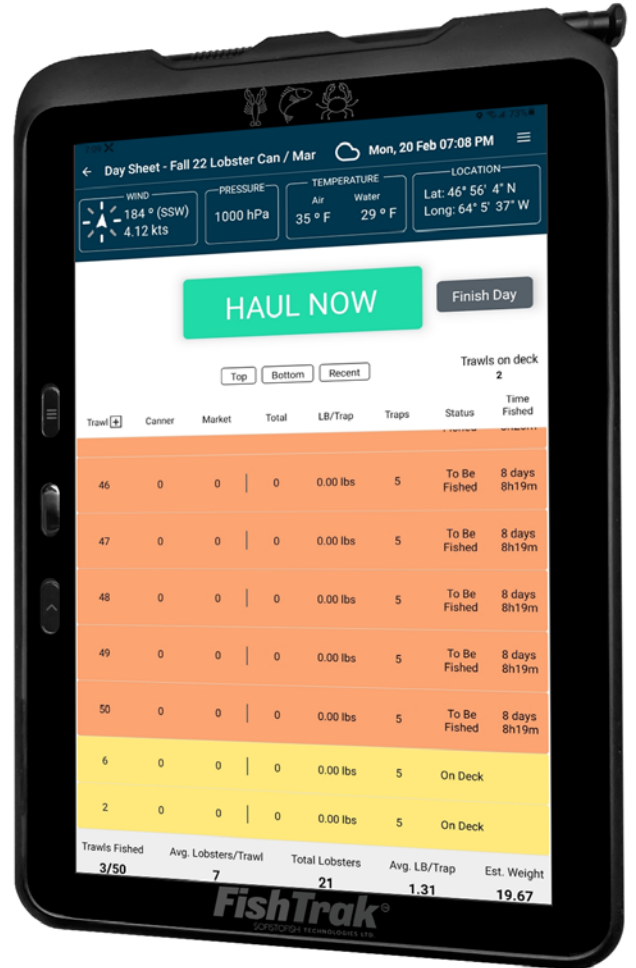 7:09 73%
← Day Sheet - Fall 22 Lobster Can / Mar Mon, 20 Feb 07:08 PM
WIND PRESSURE TEMPERATURE LOCATION
184 º (SSW) 1000 hPa Air Water Lat: 46° 56' 4" N
4.12 kts 35 º F 29 º F Long: 64° 5' 37" W
HAUL NOW Finish Day
Top Bottom Recent Trawls on deck
2
Trawl + Canner Market Total LB/Trap Traps Status Time Fished
46 0 0 0 0.00 lbs 5 To Be Fished 8 days 8h19m
47 0 0 0 0.00 lbs 5 To Be Fished 8 days 8h19m
48 0 0 0 0.00 lbs 5 To Be Fished 8 days 8h19m
49 0 0 0 0.00 lbs 5 To Be Fished 8 days 8h19m
50 0 0 0 0.00 lbs 5 To Be Fished 8 days 8h19m
6 0 0 0 0.00 lbs 5 On Deck
2 0 0 0 0.00 lbs 5 On Deck
Trawls Fished Avg. Lobsters/Trawl Total Lobsters Avg. LB/Trap Est. Weight
3/50 7 21 1.31 19.67
FishTrak®
SOFISTOFISH TECHNOLOGIES LTD.